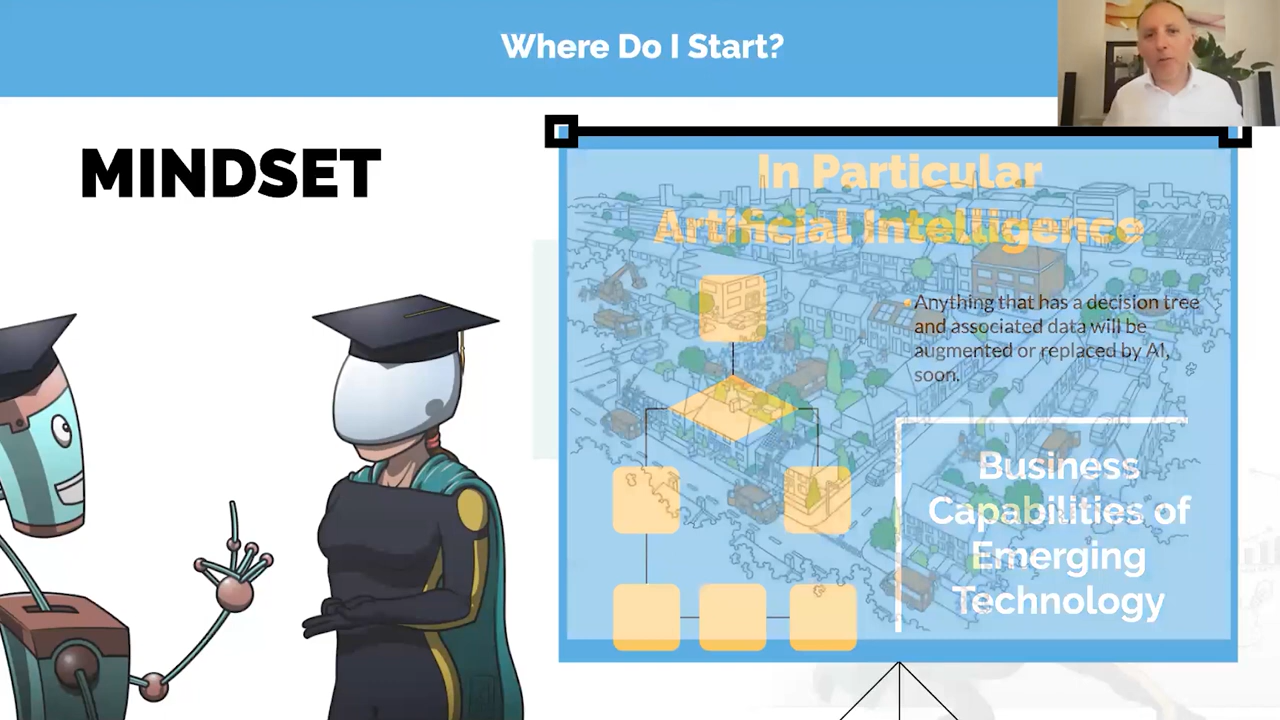 Where Do I Start?
MINDSET
In Particular
Artificial Intelligence
Anything that has a decision tree
and associated data will be
augmented or replaced by AI,
soon.
Business
Capabilities of
Emerging
Technology